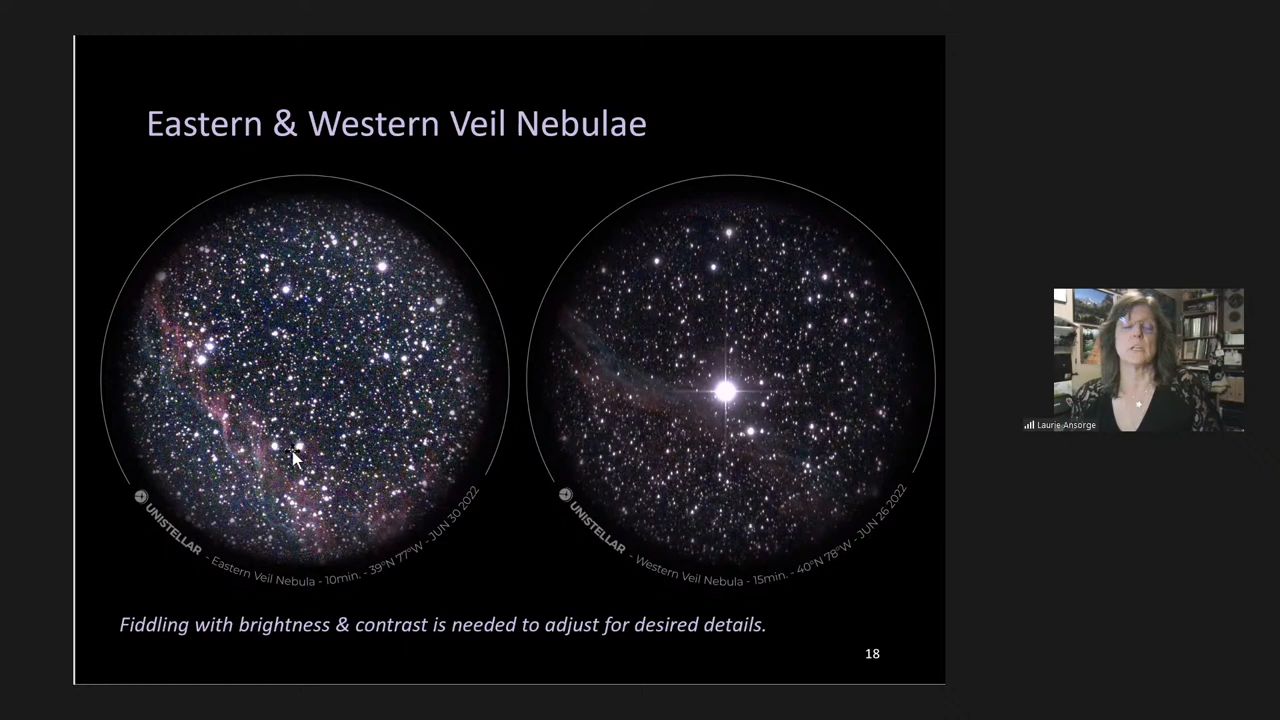 Eastern & Western Veil Nebulae
UNISTELLAR - Eastern Veil Nebula - 10min. - 39°N 77°W - JUN 30 2022
UNISTELLAR - Western Veil Nebula - 15min. - 40°N 78°W - JUN 26 2022
Laurie Ansorge
Fiddling with brightness & contrast is needed to adjust for desired details.
18